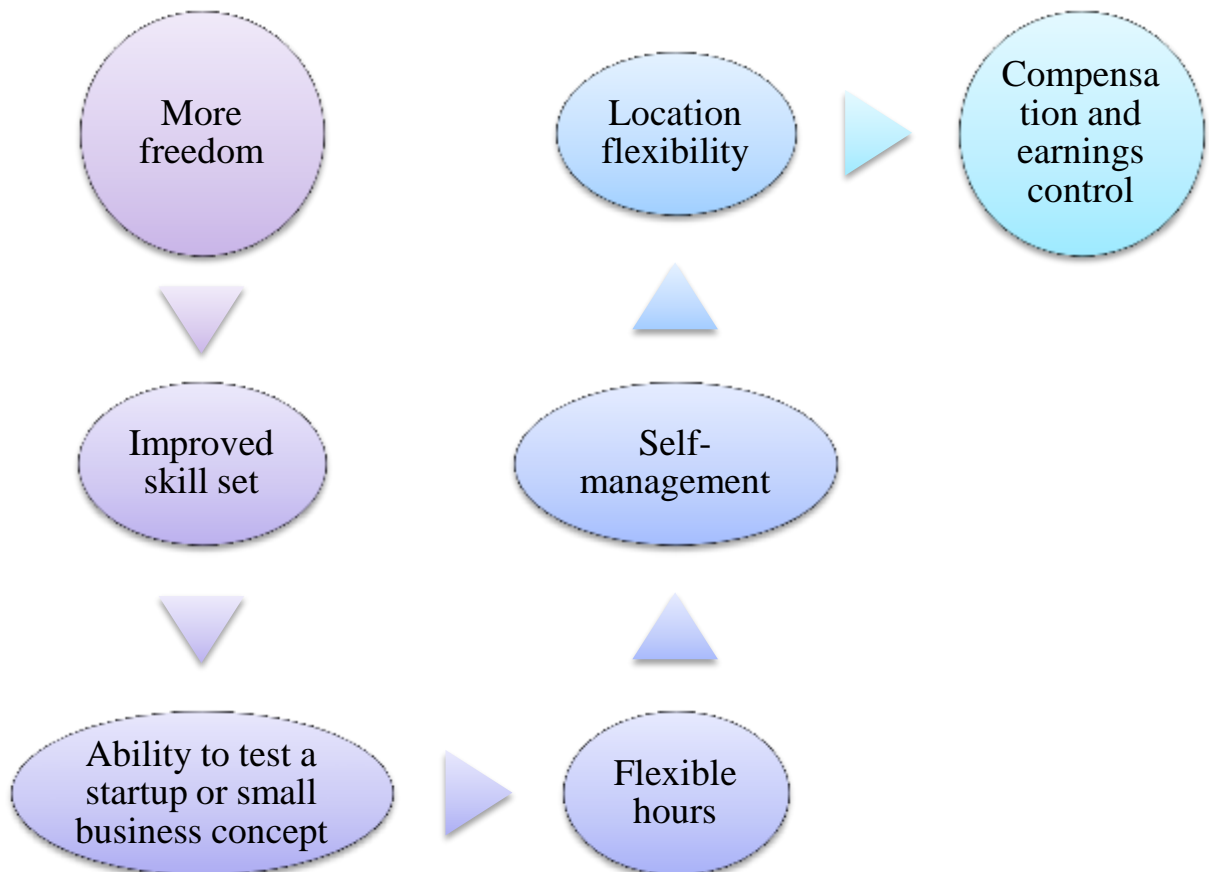 More
freedom
Improved
skill set
Ability to test a
startup or small
business concept
Flexible
hours
Self-
management
Location
flexibility
Compensa
tion and
earnings
control